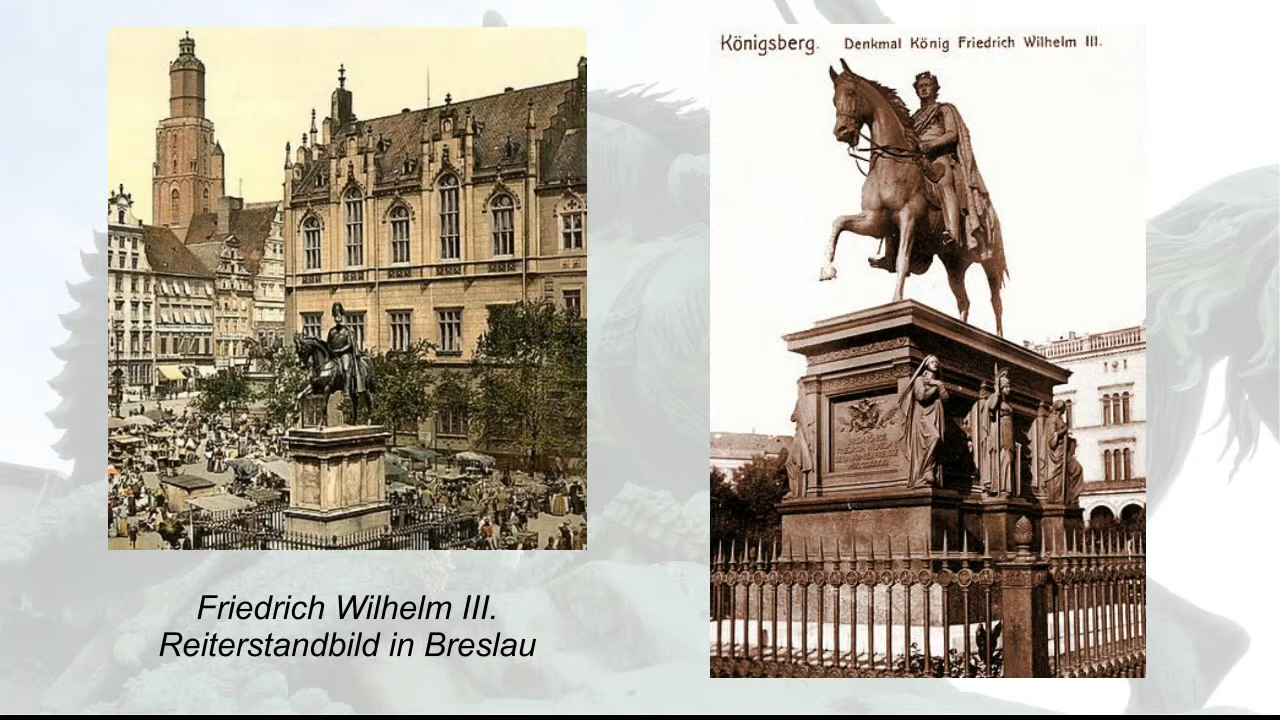 Königsberg. Denkmal König Friedrich Wilhelm III.
Friedrich Wilhelm III.
Reiterstandbild in Breslau